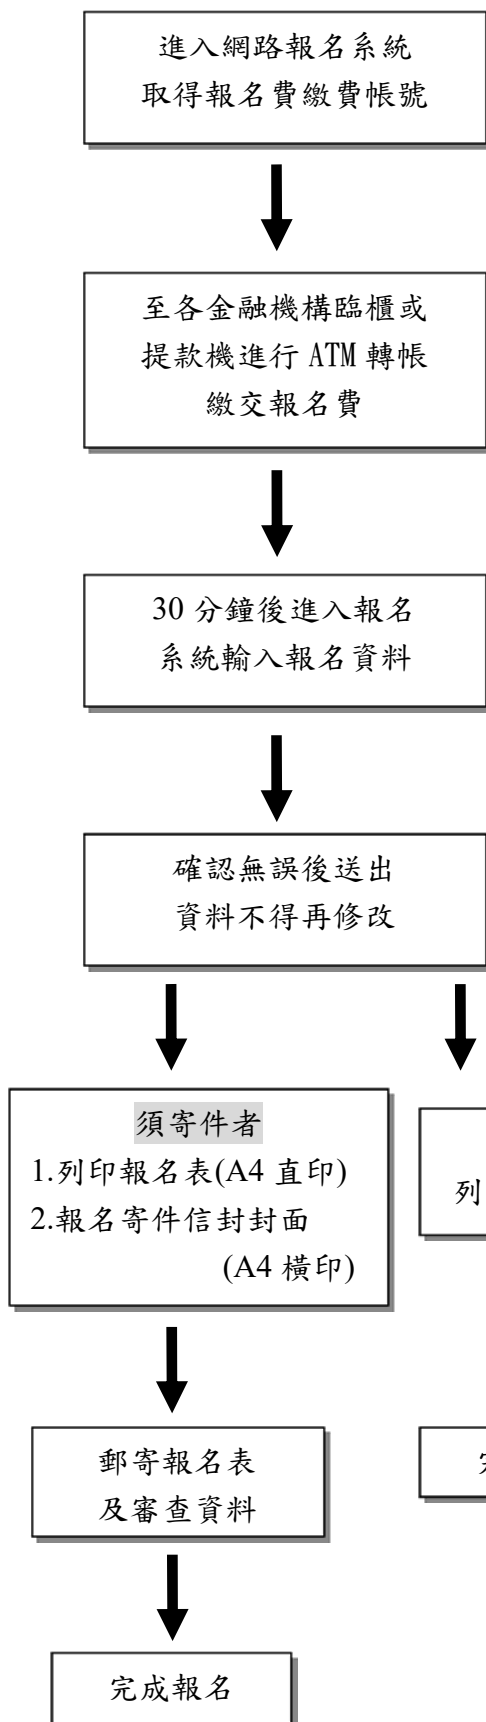 進入網路報名系統
取得報名費繳費帳號
至各金融機構臨櫃或
提款機進行 ATM 轉帳
繳交報名費
30 分鐘後進入報名
系統輸入報名資料
確認無誤後送出
資料不得再修改
須寄件者
1.列印報名表(A4 直印)
2.報名寄件信封封面
(A4 橫印)
列
郵寄報名表
及審查資料
完成報名